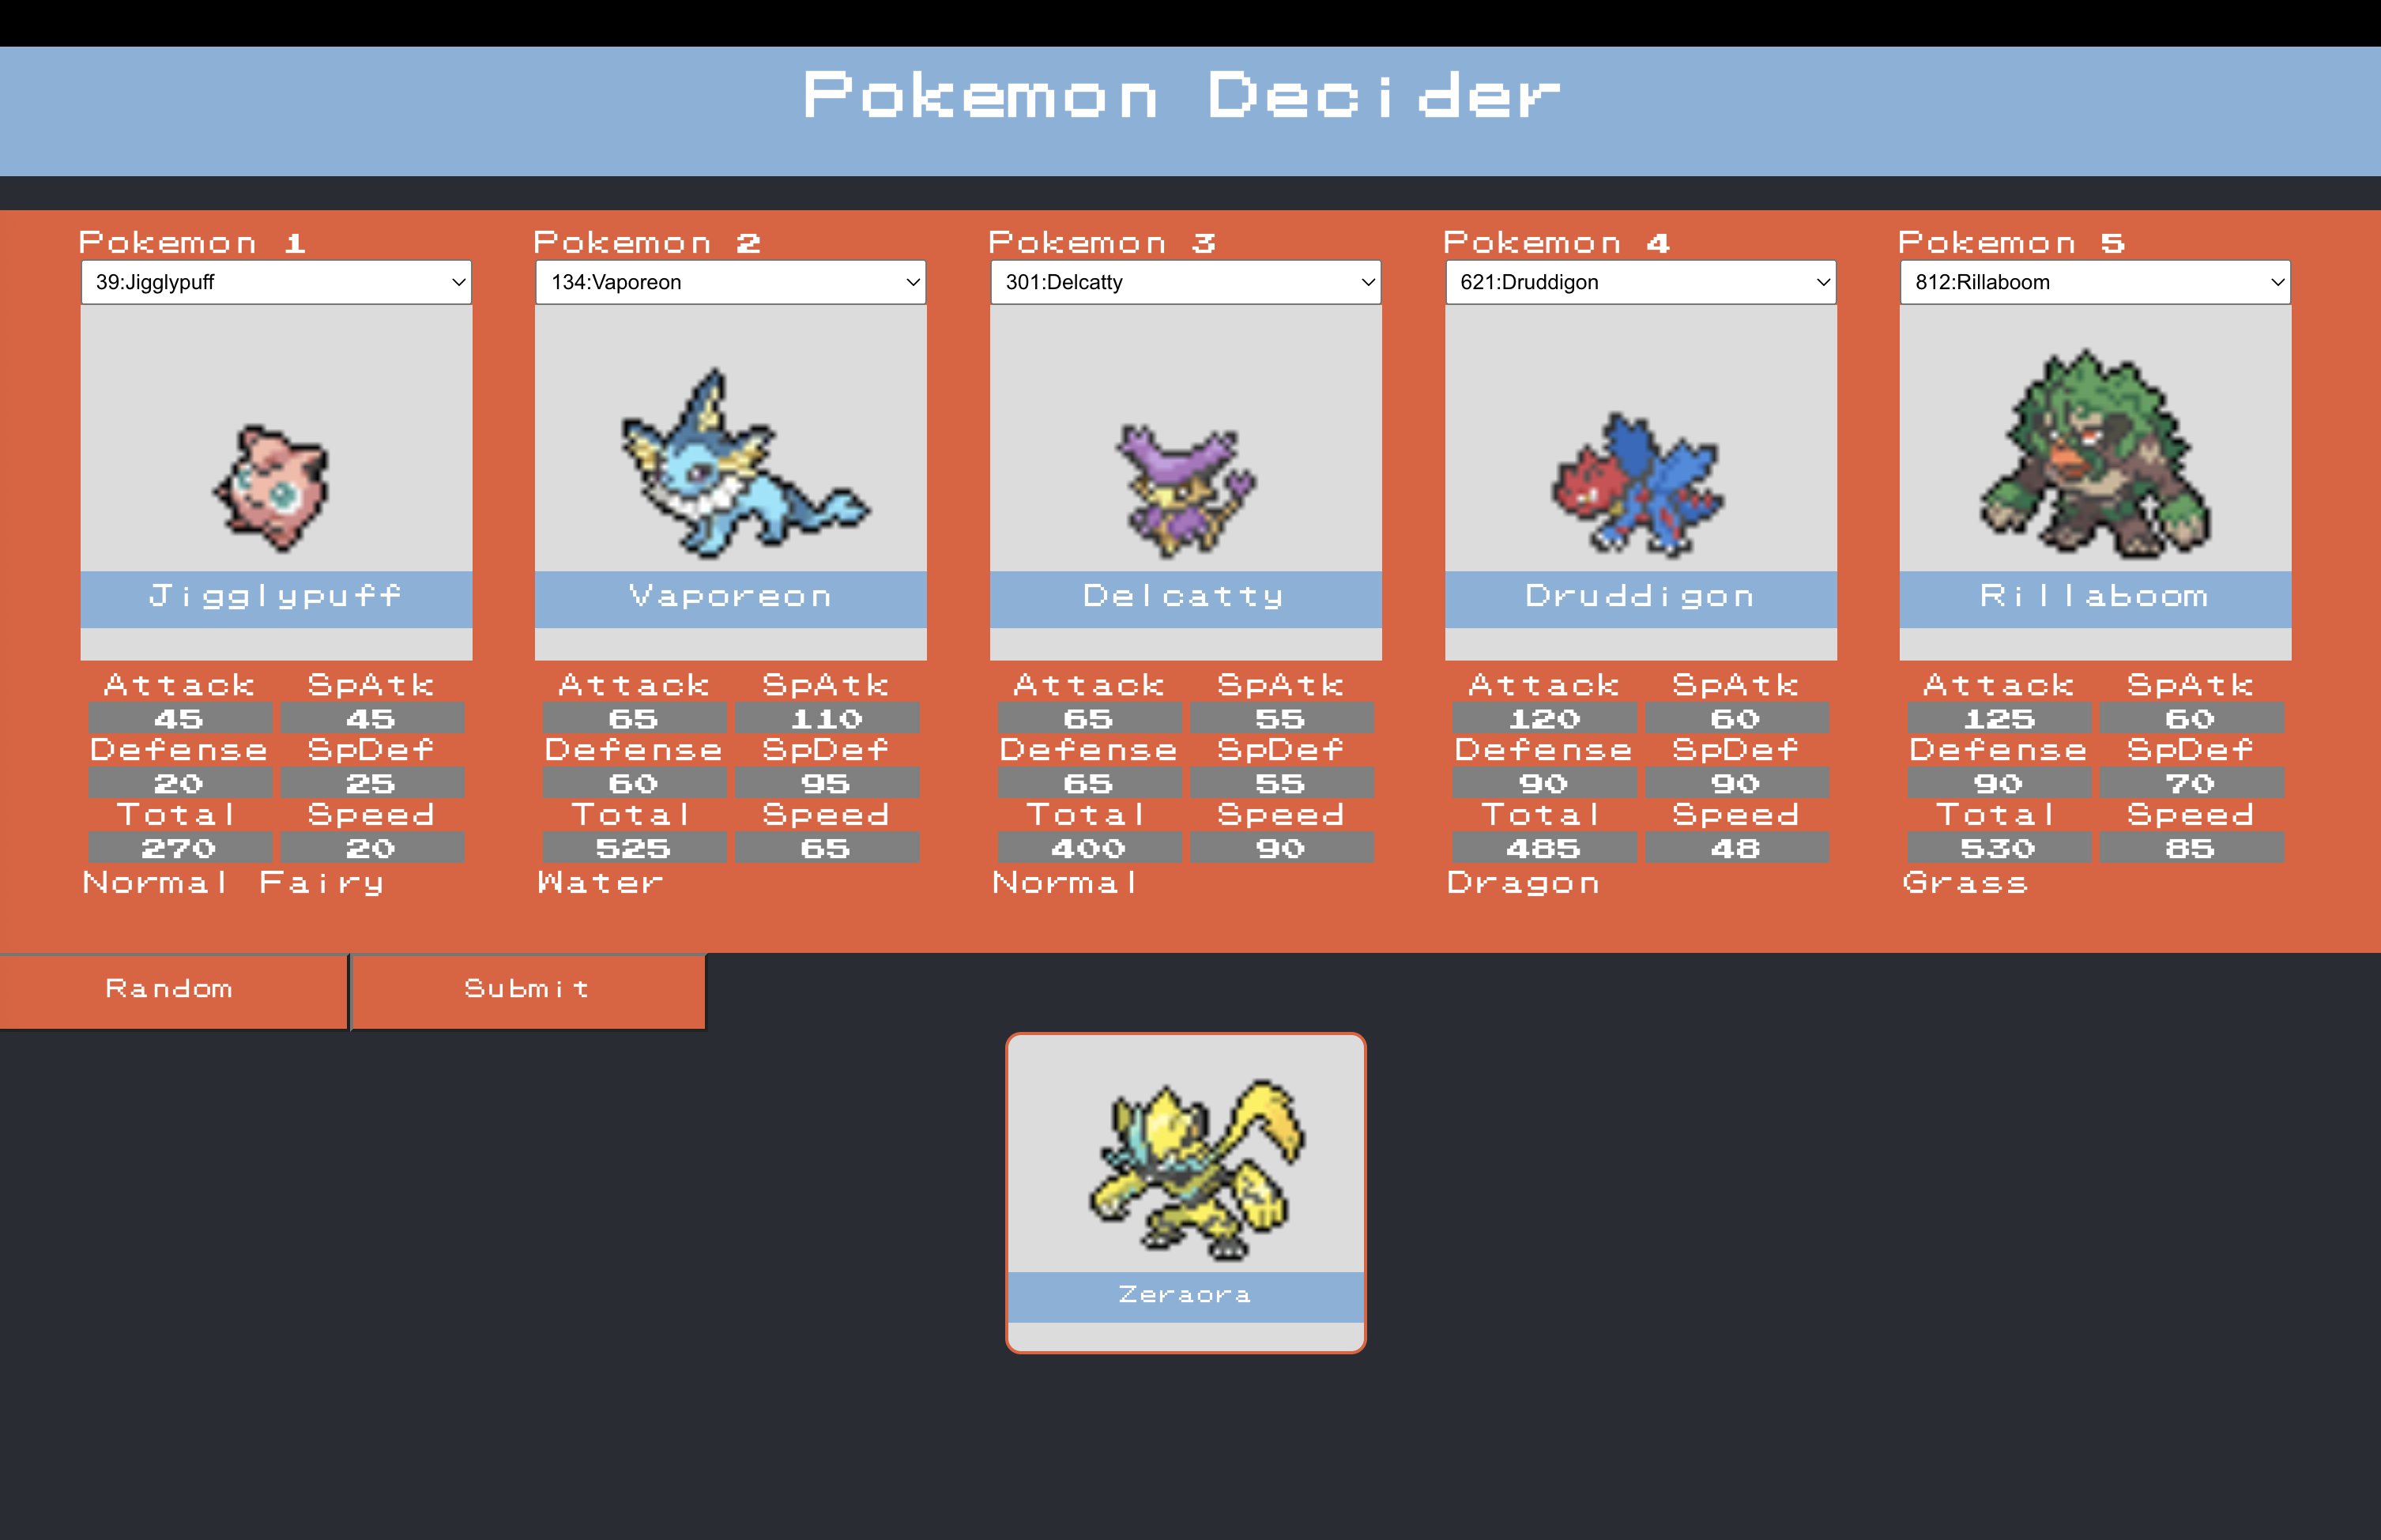 Pokemon Decider
Pokemon 1 Pokemon 2 Pokemon 3 Pokemon 4 Pokemon 5
39:Jigglypuff 134:Vaporeon 301:Delcatty 621:Druddigon 812:Rillaboom
Jigglypuff Vaporeon Delcatty Druddigon Rillaboom
Attack SpAtk Attack SpAtk Attack SpAtk Attack SpAtk Attack SpAtk
45 45 65 110 65 55 120 60 125 60
Defense SpDef Defense SpDef Defense SpDef Defense SpDef Defense SpDef
20 25 60 95 65 55 90 90 90 70
Total Speed Total Speed Total Speed Total Speed Total Speed
270 20 525 65 400 90 485 48 530 85
Normal Fairy Water Normal Dragon Grass
Random Submit
Zeraora